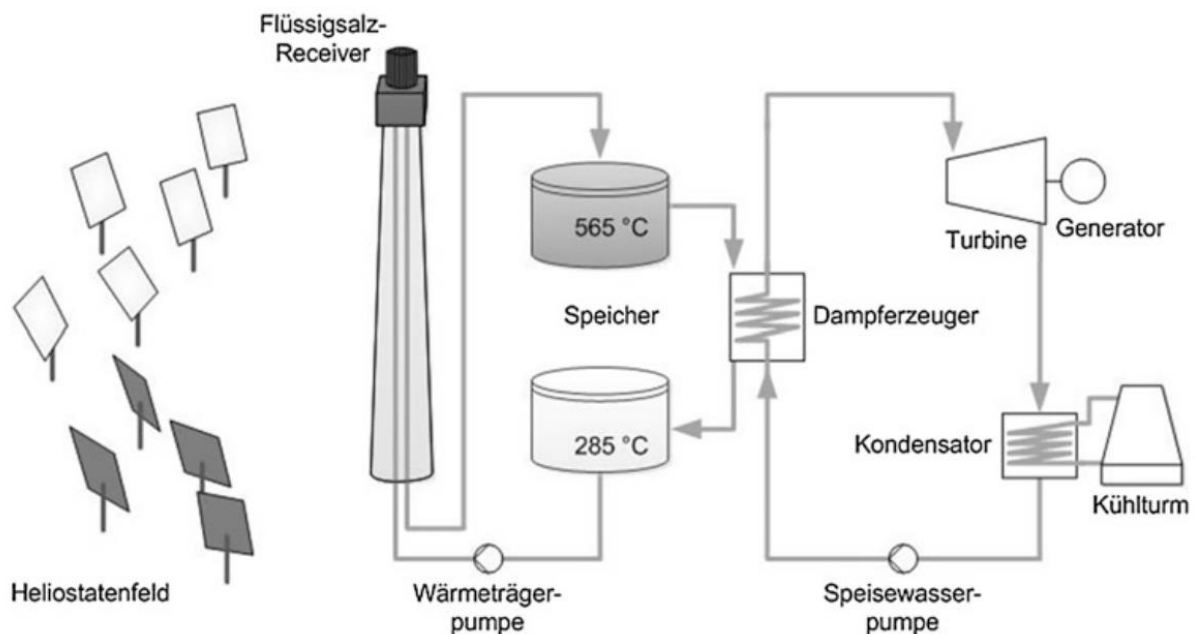 Flüssigsalz-
Receiver
565 °C
Turbine
Generator
Speicher
Dampferzeuger
285 °C
Kondensator
Kühlturm
Heliostatenfeld
Wärmeträger-
pumpe
Speisewasser-
pumpe